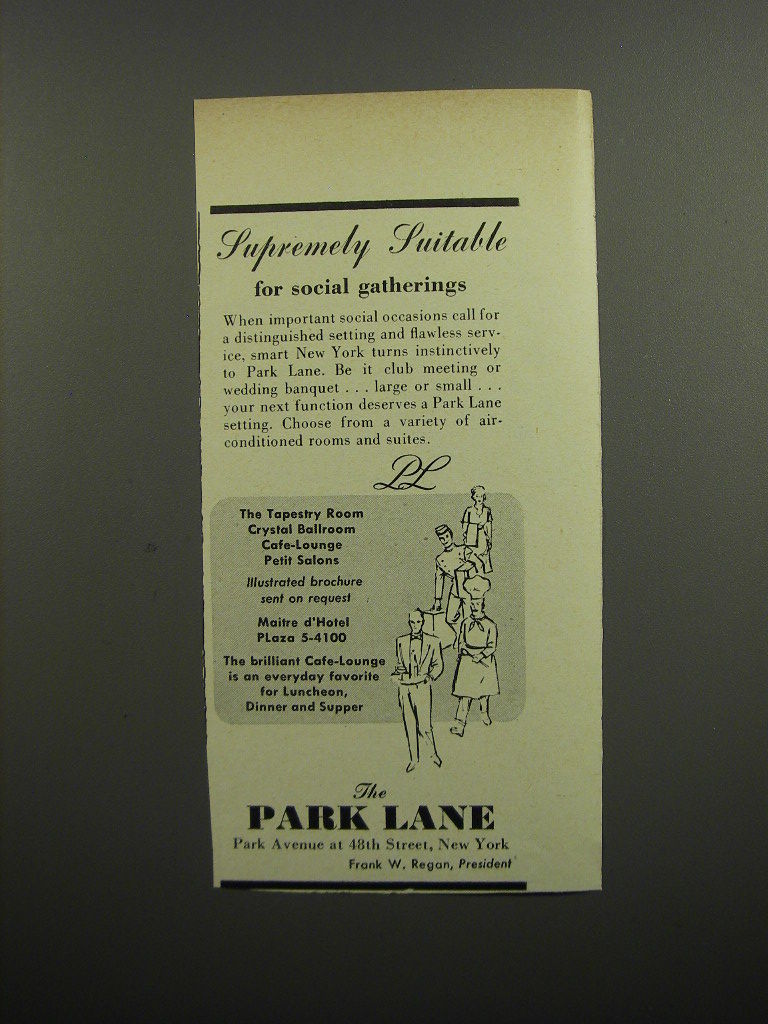 Supremely Suitable
for social gatherings
When important social occasions call for
a distinguished setting and flawless serv-
ice, smart New York turns instinctively
to Park Lane. Be it club meeting or
wedding banquet . . . large or small . . .
your next function deserves a Park Lane
setting. Choose from a variety of air-
conditioned rooms and suites.
PL
The Tapestry Room
Crystal Ballroom
Cafe-Lounge
Petit Salons
Illustrated brochure
sent on request
Maitre d'Hotel
PLaza 5-4100
The brilliant Cafe-Lounge
is an everyday favorite
for Luncheon,
Dinner and Supper
The
PARK LANE
Park Avenue at 48th Street, New York
Frank W. Regan, President